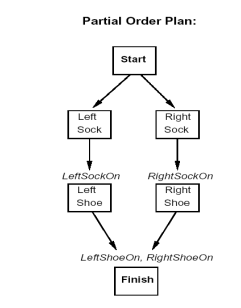 Partial Order Plan:
Start
Left
Sock
Right
Sock
LeftSockOn
RightSockOn
Left
Shoe
Right
Shoe
LeftShoeOn, RightShoeOn
Finish